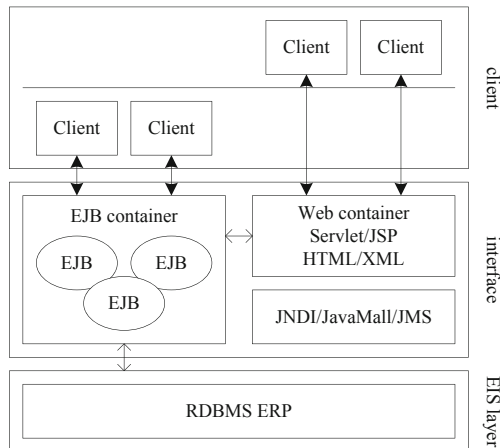 Client
Client
client
Client
Client
EJB container
EJB
EJB
EJB
Web container
Servlet/JSP
HTML/XML
JNDI/JavaMall/JMS
interface
RDBMS ERP
EIS layer